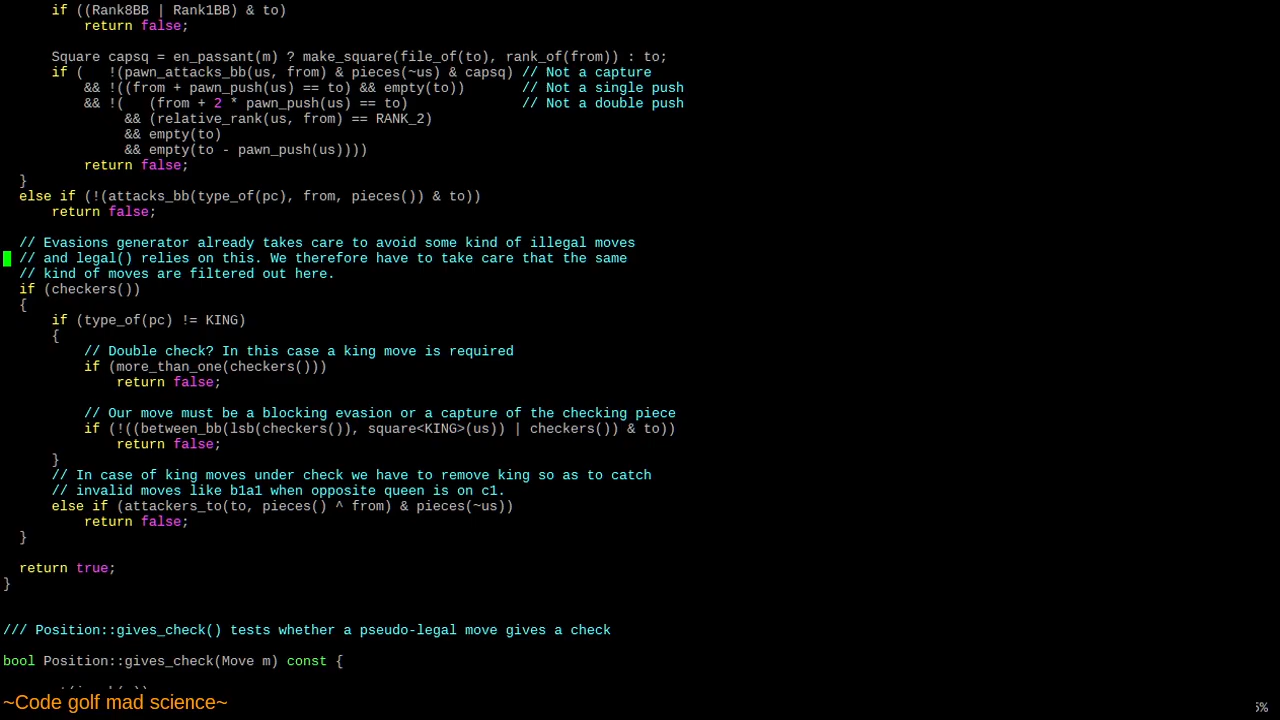 if ((Rank8BB | Rank1BB) & to)
return false;
Square capsq = en_passant(m) ? make_square(file_of(to), rank_of(from)) : to;
if (   !(pawn_attacks_bb(us, from) & pieces(~us) & capsq) // Not a capture
&& !((from + pawn_push(us) == to) && empty(to))       // Not a single push
&& !(   (from + 2 * pawn_push(us) == to)              // Not a double push
&& (relative_rank(us, from) == RANK_2)
&& empty(to)
&& empty(to - pawn_push(us))))
return false;
}
else if (!(attacks_bb(type_of(pc), from, pieces()) & to))
return false;
// Evasions generator already takes care to avoid some kind of illegal moves
// and legal() relies on this. We therefore have to take care that the same
// kind of moves are filtered out here.
if (checkers())
{
if (type_of(pc) != KING)
{
// Double check? In this case a king move is required
if (more_than_one(checkers()))
return false;
// Our move must be a blocking evasion or a capture of the checking piece
if (!((between_bb(lsb(checkers()), square<KING>(us)) | checkers()) & to))
return false;
}
// In case of king moves under check we have to remove king so as to catch
// invalid moves like b1a1 when opposite queen is on c1.
else if (attackers_to(to, pieces() ^ from) & pieces(~us))
return false;
}
return true;
}
/// Position::gives_check() tests whether a pseudo-legal move gives a check
bool Position::gives_check(Move m) const {
~Code golf mad science~